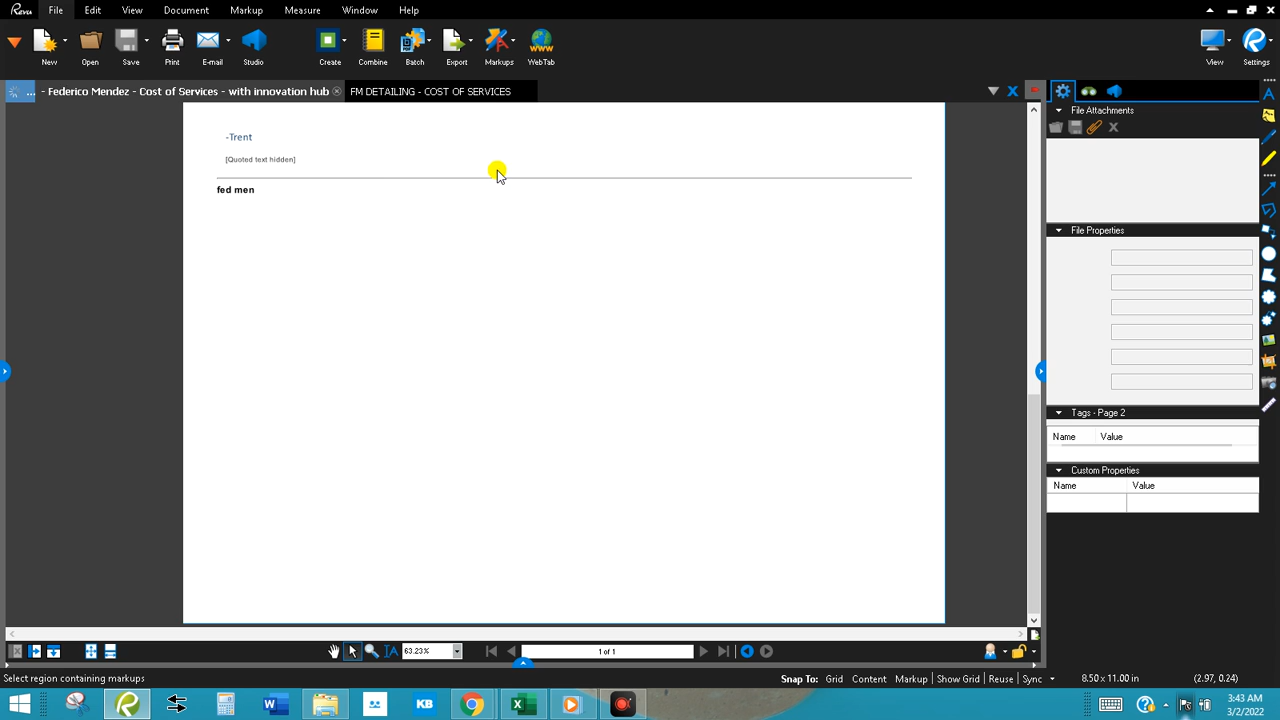 Revu File Edit View Document Markup Measure Window Help
New Open Save Print E-mail Studio Create Combine Batch Export Markups WebTab View Settings
... - Federico Mendez - Cost of Services - with innovation hub FM DETAILING - COST OF SERVICES
-Trent
[Quoted text hidden]
fed men
File Attachments
File Properties
Tags - Page 2
Name Value
Custom Properties
Name Value
63.23% 1 of 1
Select region containing markups Snap To: Grid Content Markup Show Grid Reuse Sync 8.50 x 11.00 in (2.97, 0.24)
KB
3:43 AM
3/2/2022